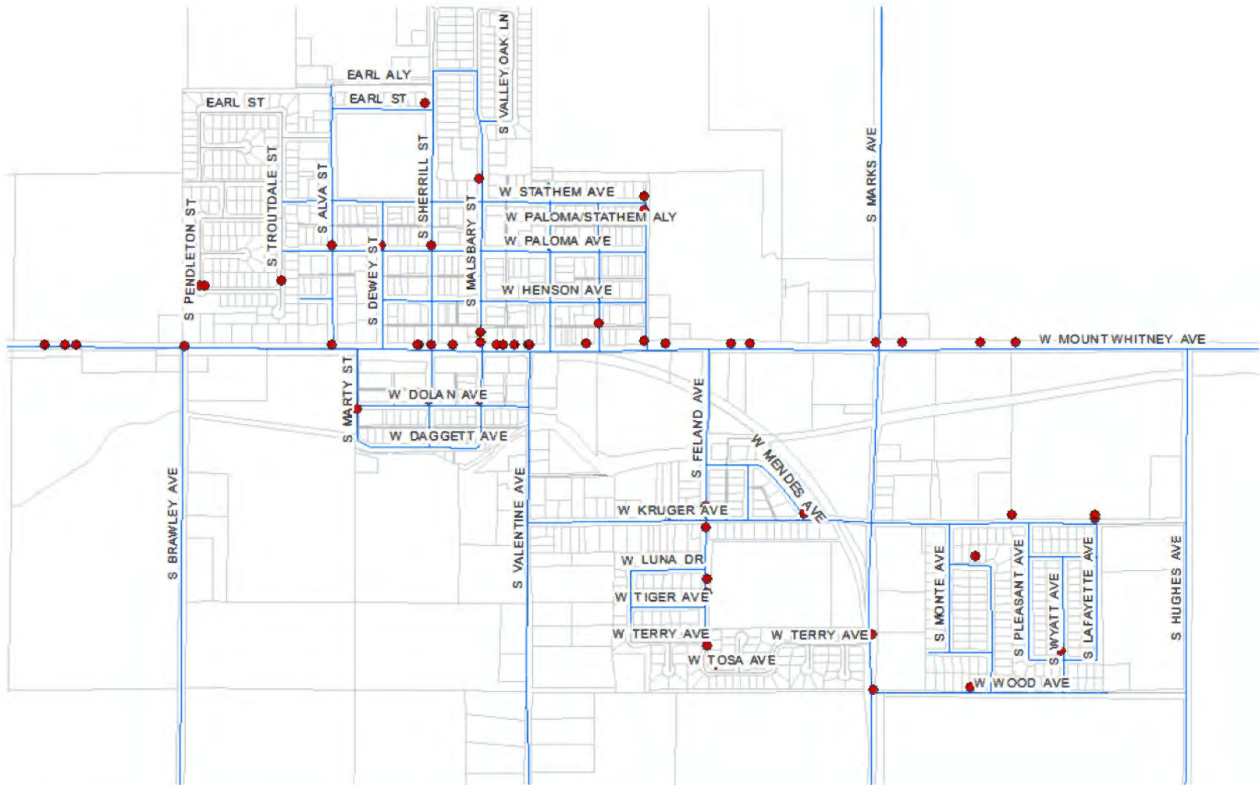 S VALLEY OAK LN
EARL ALY
EARL ST
EARL ST
S MARKS AVE
S SHERRILL ST
S TROUTDALE ST
S ALVA ST
W STATHEM AVE
W PALOMA/STATHEM ALY
S PENDLETON ST
S MALSBARY ST
W PALOMA AVE
S DEWEY ST
W HENSON AVE
W MOUNT WHITNEY AVE
S MARTY ST
W DOLAN AVE
W DAGGETT AVE
S FELAND AVE
W MENDES AVE
S BRAWLEY AVE
S VALENTINE AVE
W KRUGER AVE
W LUNA DR
W TIGER AVE
W TERRY AVE
W TERRY AVE
W TOSA AVE
S MONTE AVE
S PLEASANT AVE
S WYATT AVE
S LAFAYETTE AVE
S HUGHES AVE
W WOOD AVE